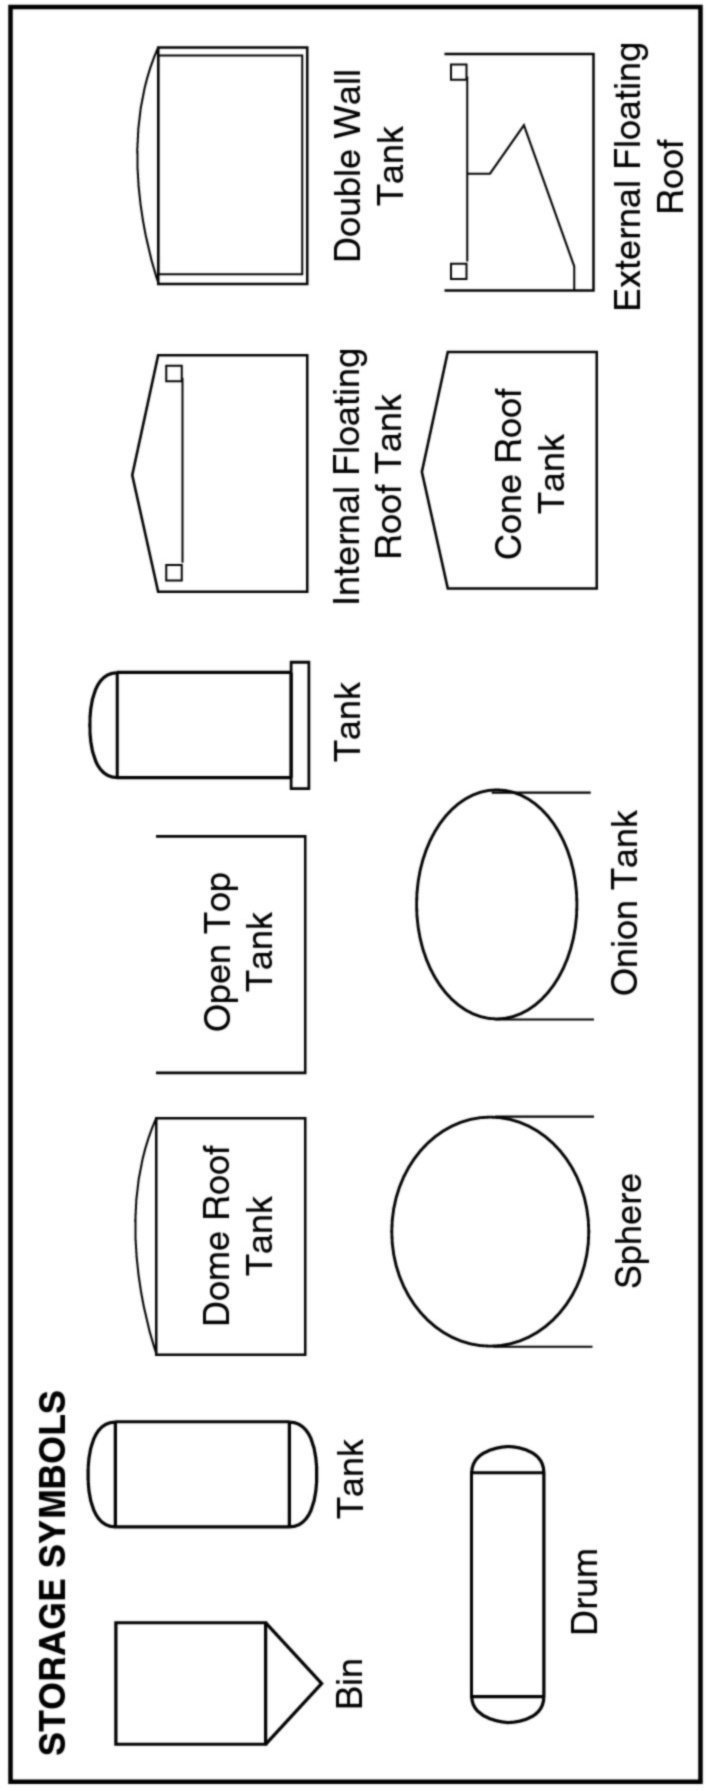 STORAGE SYMBOLS
Bin
Tank
Dome Roof
Tank
Open Top
Tank
Tank
Internal Floating
Roof Tank
Double Wall
Tank
Drum
Sphere
Onion Tank
Cone Roof
Tank
External Floating
Roof